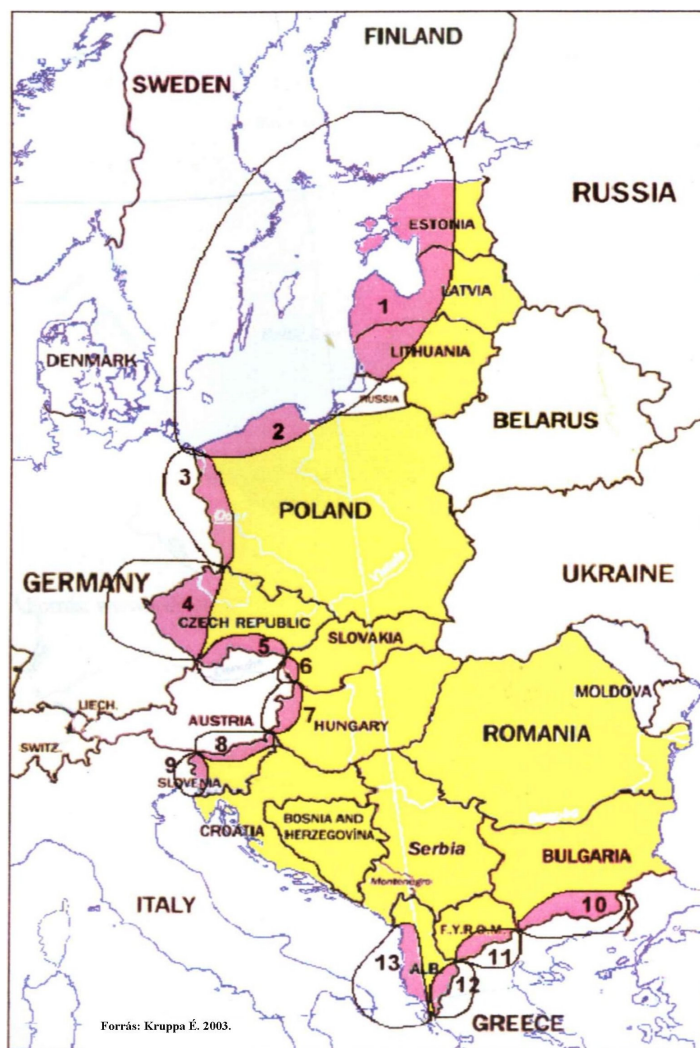 FINLAND
SWEDEN
RUSSIA
ESTONIA
LATVIA
1
LITHUANIA
DENMARK
RUSSIA
BELARUS
2
3
POLAND
GERMANY
UKRAINE
4
CZECH REPUBLIC
SLOVAKIA
5
6
MOLDOVA
LIECH.
AUSTRIA
7
HUNGARY
ROMANIA
SWITZ.
8
9
SLOVENIA
CROATIA
BOSNIA AND
HERZEGOVINA
Serbia
BULGARIA
Montenegro
ITALY
10
F.Y.R.O.M.
11
13
ALB.
12
GREECE
Forrás: Kruppa É. 2003.